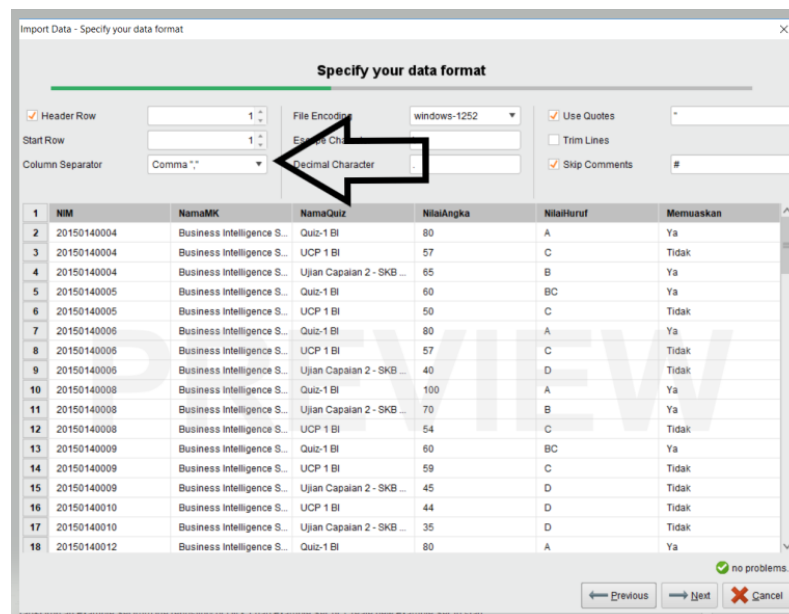 Import Data - Specify your data format
Specify your data format
Header Row 1 File Encoding windows-1252 Use Quotes "
Start Row 1 Escape Trim Lines
Column Separator Comma "," Decimal Character . Skip Comments #
1 NIM NamaMK NamaQuiz NilaiAngka NilaiHuruf Memuaskan
2 20150140004 Business Intelligence S... Quiz-1 BI 80 A Ya
3 20150140004 Business Intelligence S... UCP 1 BI 57 C Tidak
4 20150140004 Business Intelligence S... Ujian Capaian 2 - SKB ... 65 B Ya
5 20150140005 Business Intelligence S... Quiz-1 BI 60 BC Ya
6 20150140005 Business Intelligence S... UCP 1 BI 50 C Tidak
7 20150140006 Business Intelligence S... Quiz-1 BI 80 A Ya
8 20150140006 Business Intelligence S... UCP 1 BI 57 C Tidak
9 20150140006 Business Intelligence S... Ujian Capaian 2 - SKB ... 40 D Tidak
10 20150140008 Business Intelligence S... Quiz-1 BI 100 A Ya
11 20150140008 Business Intelligence S... Ujian Capaian 2 - SKB ... 70 B Ya
12 20150140008 Business Intelligence S... UCP 1 BI 54 C Tidak
13 20150140009 Business Intelligence S... Quiz-1 BI 60 BC Ya
14 20150140009 Business Intelligence S... UCP 1 BI 59 C Tidak
15 20150140009 Business Intelligence S... Ujian Capaian 2 - SKB ... 45 D Tidak
16 20150140010 Business Intelligence S... UCP 1 BI 44 D Tidak
17 20150140010 Business Intelligence S... Ujian Capaian 2 - SKB ... 35 D Tidak
18 20150140012 Business Intelligence S... Quiz-1 BI 80 A Ya
PREVIEW
no problems.
Previous Next Cancel